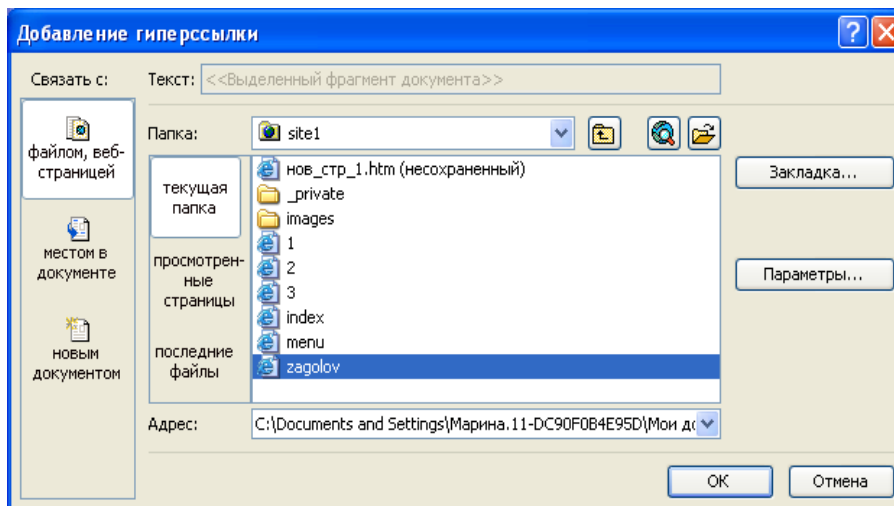 Добавление гиперссылки
Связать с:
Текст: <<Выделенный фрагмент документа>>
файлом, веб-
страницей
местом в
документе
новым
документом
Папка:
site1
текущая
папка
просмотрен-
ные
страницы
последние
файлы
нов_стр_1.htm (несохраненный)
_private
images
1
2
3
index
menu
zagolov
Закладка...
Параметры...
Адрес:
C:\Documents and Settings\Марина.11-DC90F0B4E95D\Мои до
ОК
Отмена